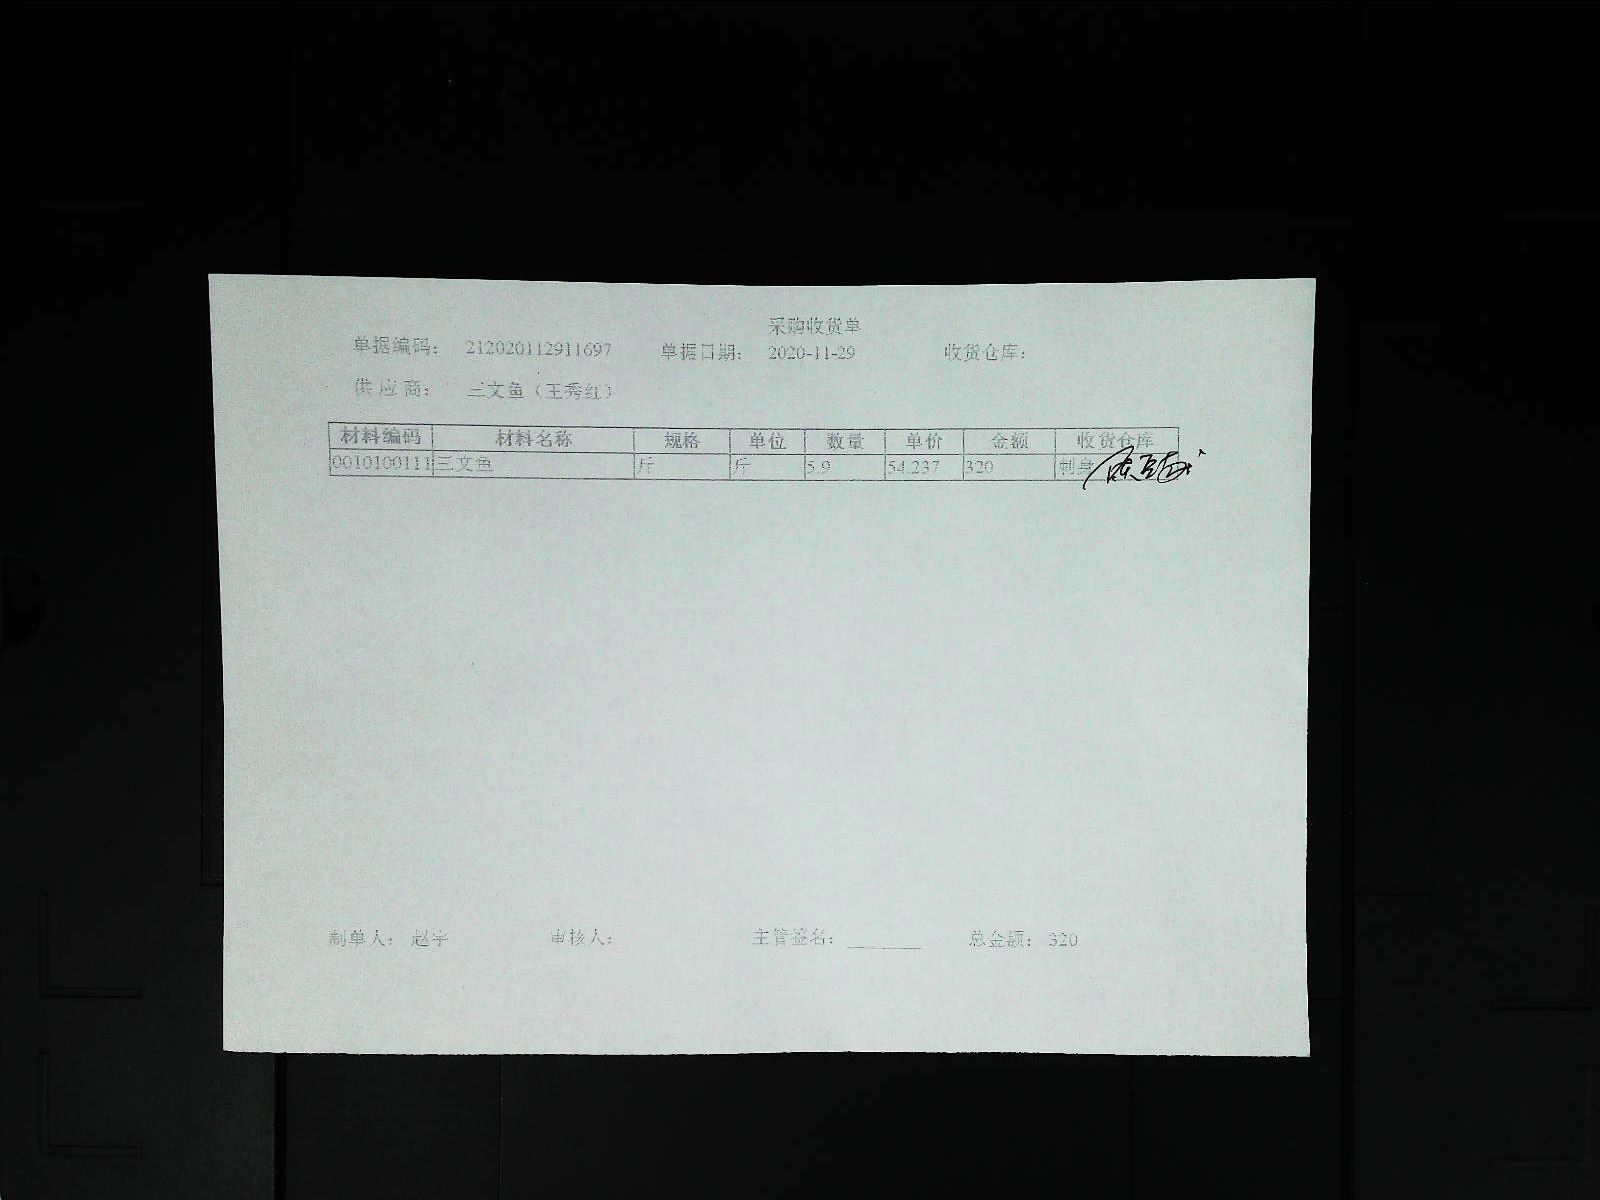 采购收货单
单据编码： 212020112911697 单据日期： 2020-11-29 收货仓库：
供应商： 三文鱼（王秀红）
材料编码 材料名称 规格 单位 数量 单价 金额 收货仓库
0010100111 三文鱼 斤 斤 5.9 54.237 320 刺身
制单人： 赵宇 审核人： 主管签名： 总金额： 320